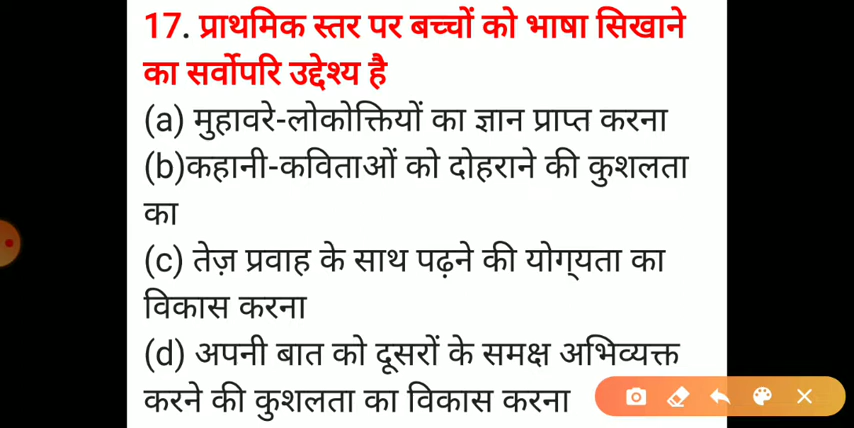 17. प्राथमिक स्तर पर बच्चों को भाषा सिखाने
का सर्वोपरि उद्देश्य है
(a) मुहावरे-लोकोक्तियों का ज्ञान प्राप्त करना
(b)कहानी-कविताओं को दोहराने की कुशलता
का
(c) तेज़ प्रवाह के साथ पढ़ने की योग्यता का
विकास करना
(d) अपनी बात को दूसरों के समक्ष अभिव्यक्त
करने की कुशलता का विकास करना